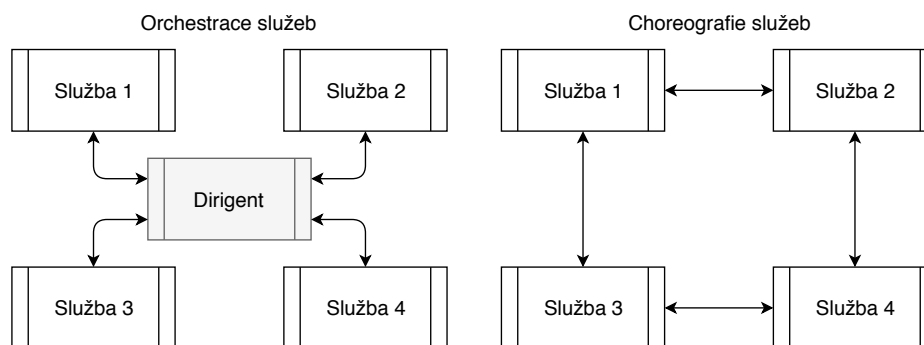 Orchestrace služeb
Choreografie služeb
Služba 1
Služba 2
Služba 1
Služba 2
Dirigent
Služba 3
Služba 4
Služba 3
Služba 4